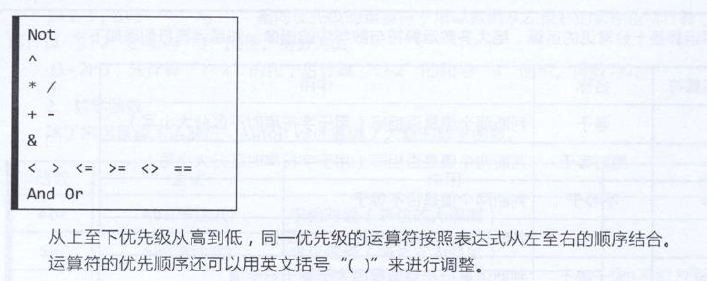 Not
^
* /
+ -
&
< > <= >= <> ==
And Or
从上至下优先级从高到低，同一优先级的运算符按照表达式从左至右的顺序结合。
运算符的优先顺序还可以用英文括号“( )”来进行调整。